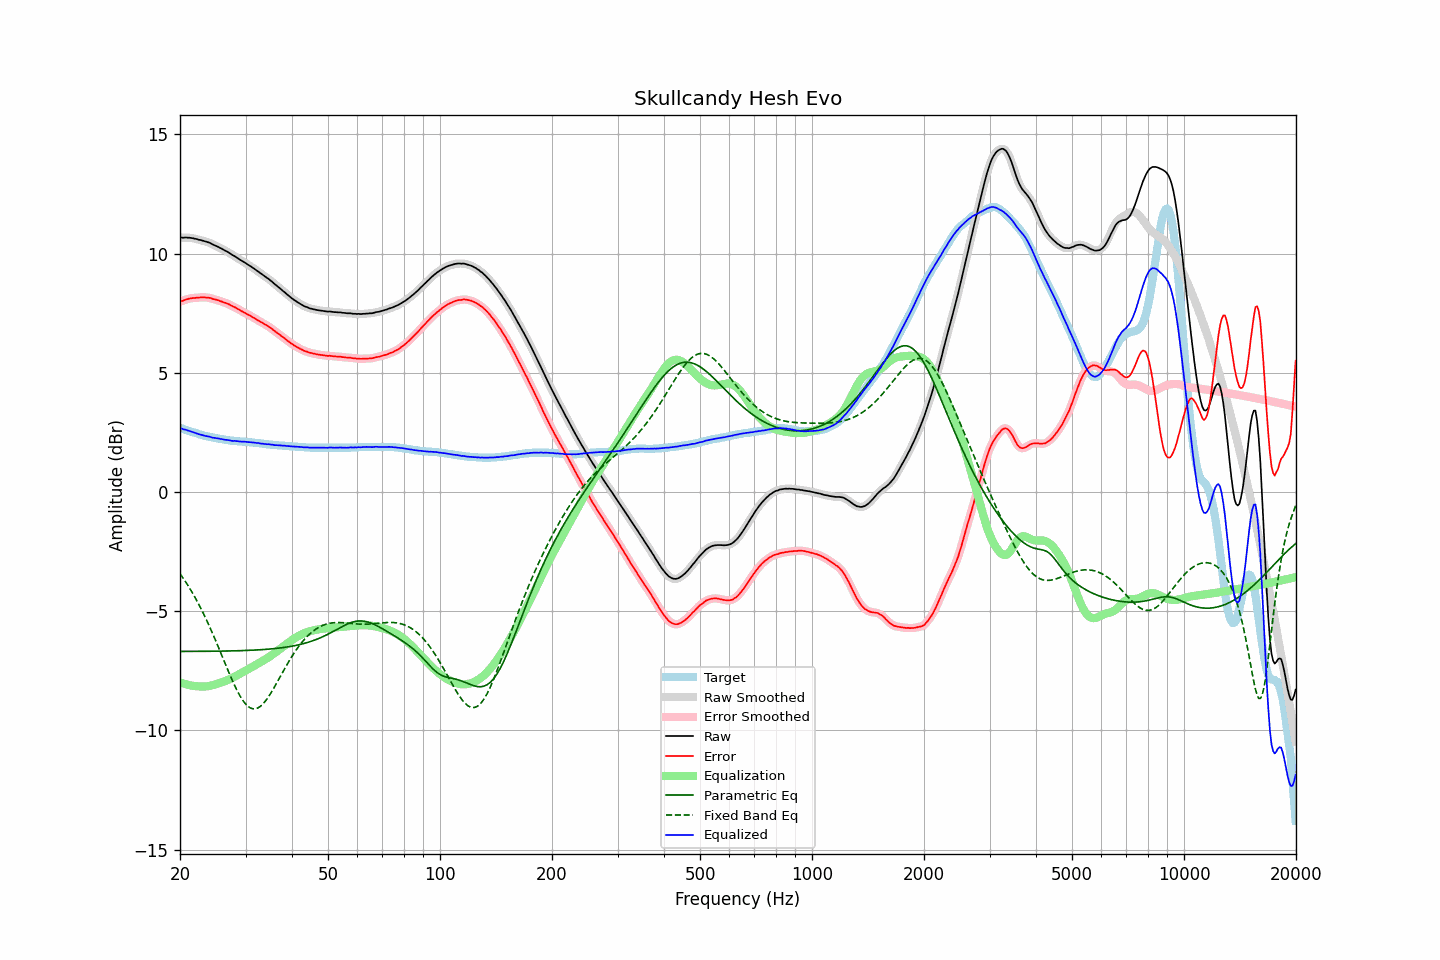 Skullcandy Hesh Evo
15
10
5
0
−5
−10
−15
Amplitude (dBr)
20
50
100
200
500
1000
2000
5000
10000
20000
Frequency (Hz)
Target
Raw Smoothed
Error Smoothed
Raw
Error
Equalization
Parametric Eq
Fixed Band Eq
Equalized